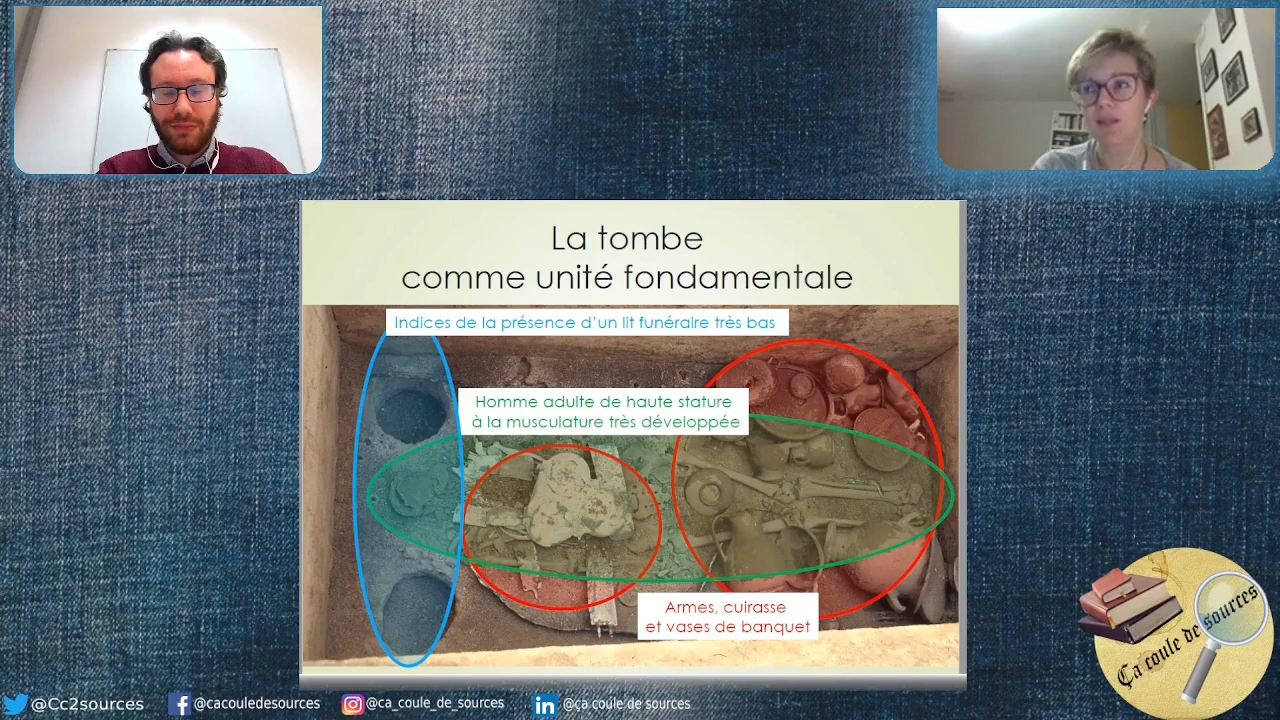 La tombe
comme unité fondamentale
Indices de la présence d'un lit funéraire très bas
Homme adulte de haute stature
à la musculature très développée
Armes, cuirasse
et vases de banquet
Ça coule de sources
@Cc2sources
@cacouledesources
@ca_coule_de_sources
@ça coule de sources